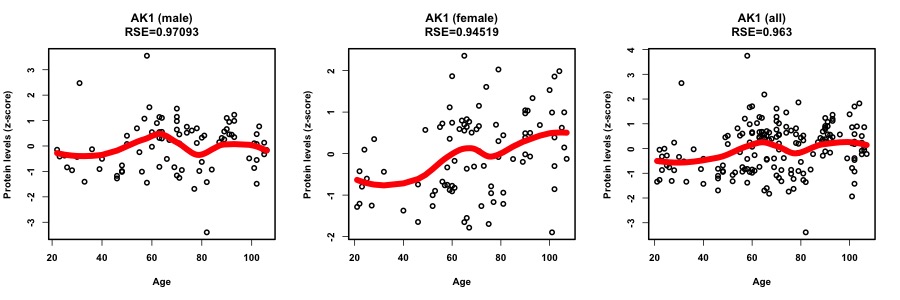 AK1 (male)
RSE=0.97093
Protein levels (z-score)
3
2
1
0
-1
-2
-3
20 40 60 80 100
Age
AK1 (female)
RSE=0.94519
Protein levels (z-score)
2
1
0
-1
-2
20 40 60 80 100
Age
AK1 (all)
RSE=0.963
Protein levels (z-score)
4
3
2
1
0
-1
-2
-3
20 40 60 80 100
Age